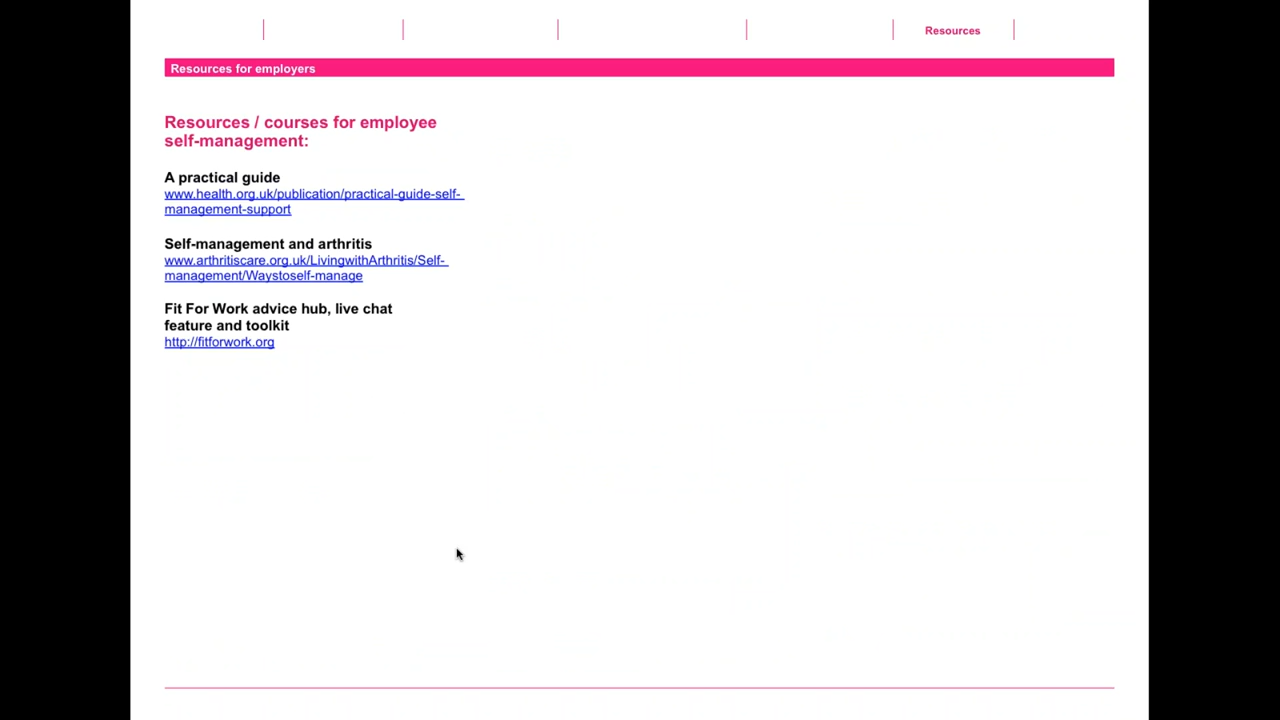 Resources
Resources for employers
Resources / courses for employee
self-management:
A practical guide
www.health.org.uk/publication/practical-guide-self-
management-support
Self-management and arthritis
www.arthritiscare.org.uk/LivingwithArthritis/Self-
management/Waystoself-manage
Fit For Work advice hub, live chat
feature and toolkit
http://fitforwork.org